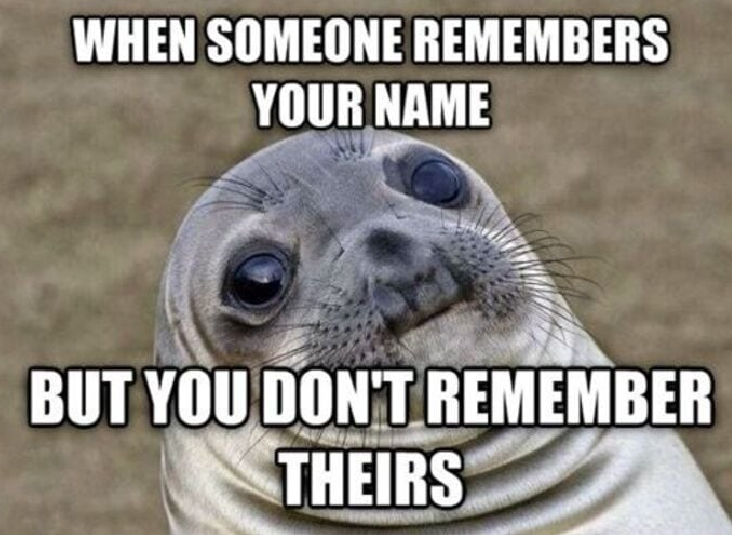 WHEN SOMEONE REMEMBERS
YOUR NAME
BUT YOU DON'T REMEMBER
THEIRS